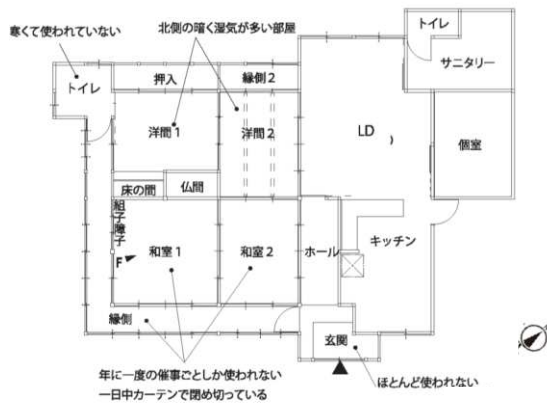 寒くて使われていない
北側の暗く湿気が多い部屋
トイレ
サニタリー
トイレ
押入
縁側2
洋間1
洋間2
LD
個室
床の間
仏間
組子障子
F
和室1
和室2
ホール
キッチン
縁側
玄関
年に一度の催事ごとしか使われない
一日中カーテンで閉め切っている
ほとんど使われない